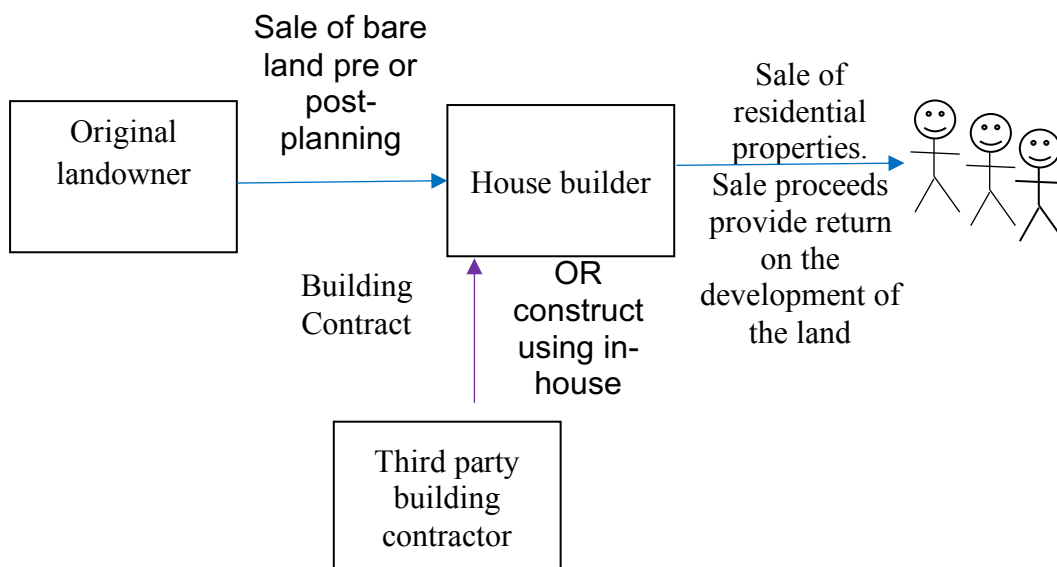 Sale of bare
land pre or
post-
planning
Original
landowner
House builder
Sale of
residential
properties.
Sale proceeds
provide return
on the
development of
the land
Building
Contract
OR
construct
using in-
house
Third party
building
contractor